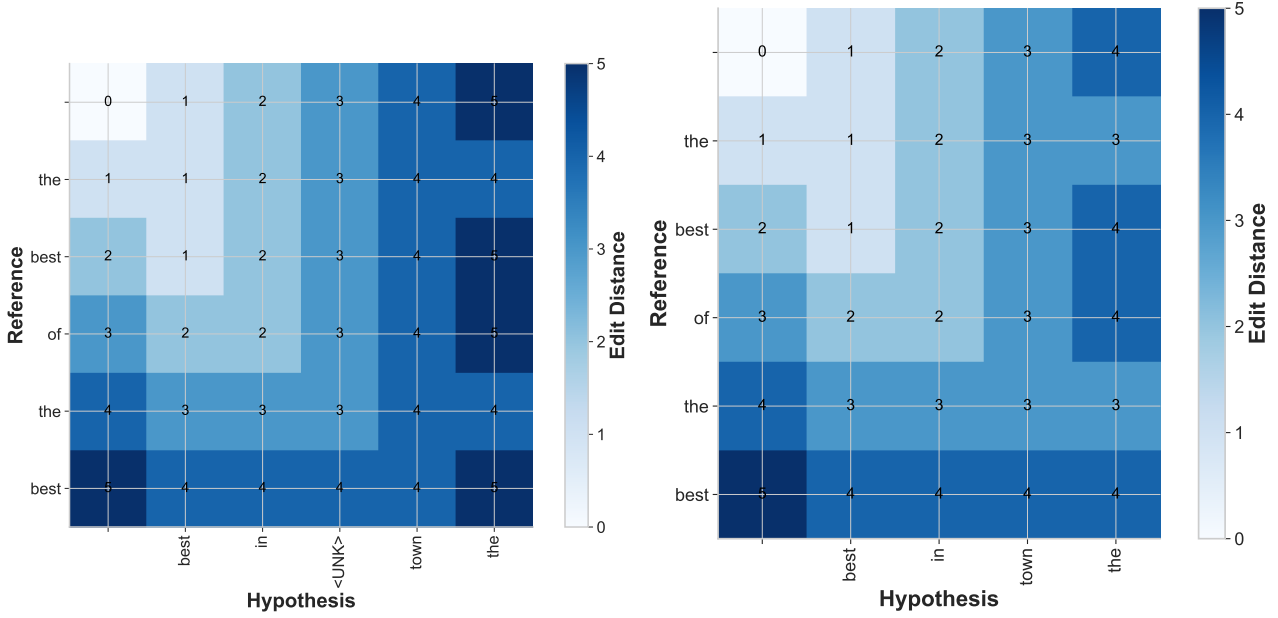 0 1 2 3 4 5
the 1 1 2 3 4 4
best 2 1 2 3 4 5
of 3 2 2 3 4 5
the 4 3 3 3 4 4
best 5 4 4 4 4 5
best in <UNK> town the
Hypothesis
Reference
5
4
3
2
1
0
Edit Distance
0 1 2 3 4
the 1 1 2 3 3
best 2 1 2 3 4
of 3 2 2 3 4
the 4 3 3 3 3
best 5 4 4 4 4
best in town the
Hypothesis
Reference
5
4
3
2
1
0
Edit Distance